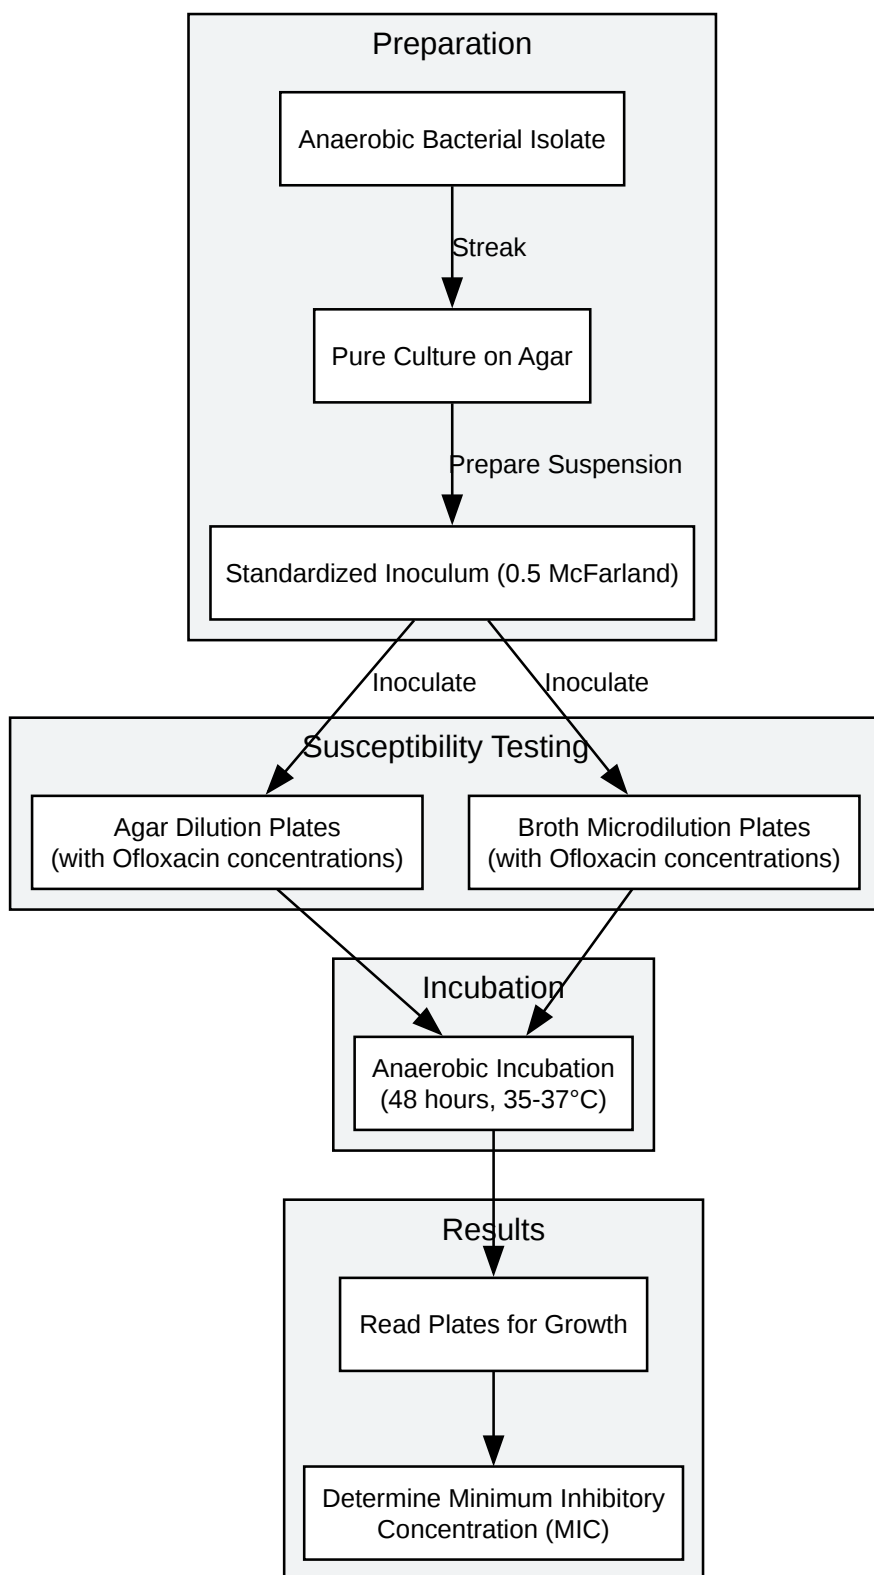 Preparation
Anaerobic Bacterial Isolate
Streak
Pure Culture on Agar
Prepare Suspension
Standardized Inoculum (0.5 McFarland)
Inoculate
Inoculate
Susceptibility Testing
Agar Dilution Plates
(with Ofloxacin concentrations)
Broth Microdilution Plates
(with Ofloxacin concentrations)
Incubation
Anaerobic Incubation
(48 hours, 35-37°C)
Results
Read Plates for Growth
Determine Minimum Inhibitory
Concentration (MIC)